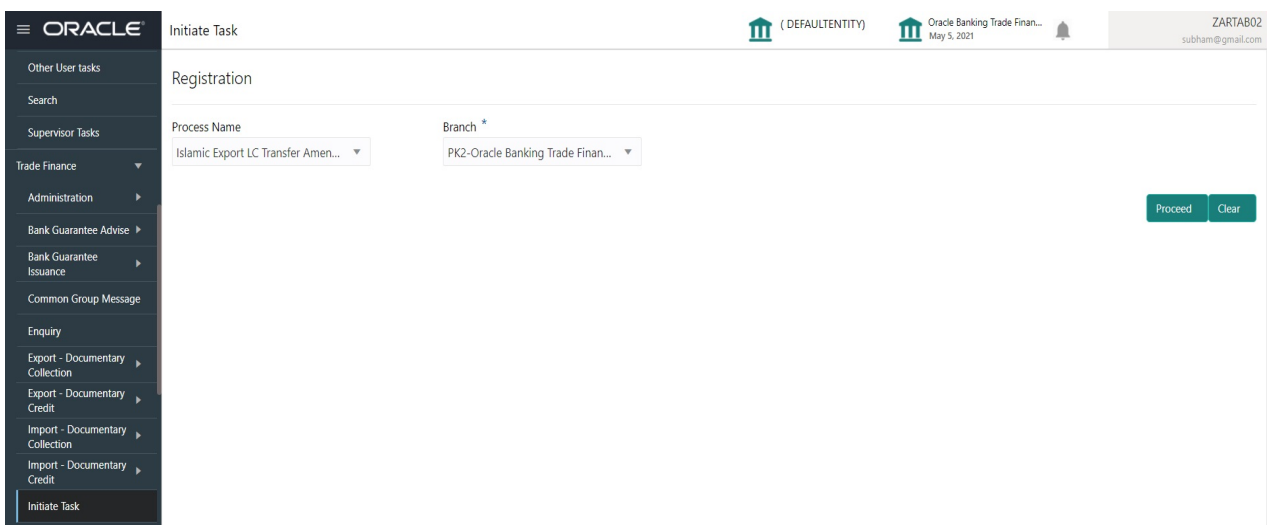 ORACLE®
Initiate Task
( DEFAULTENTITY)
Oracle Banking Trade Finan...
May 5, 2021
ZARTAB02
subham@gmail.com
Other User tasks
Search
Supervisor Tasks
Trade Finance
Administration
Bank Guarantee Advise
Bank Guarantee
Issuance
Common Group Message
Enquiry
Export - Documentary
Collection
Export - Documentary
Credit
Import - Documentary
Collection
Import - Documentary
Credit
Initiate Task
Registration
Process Name
Branch *
Islamic Export LC Transfer Amen...
PK2-Oracle Banking Trade Finan...
Proceed
Clear